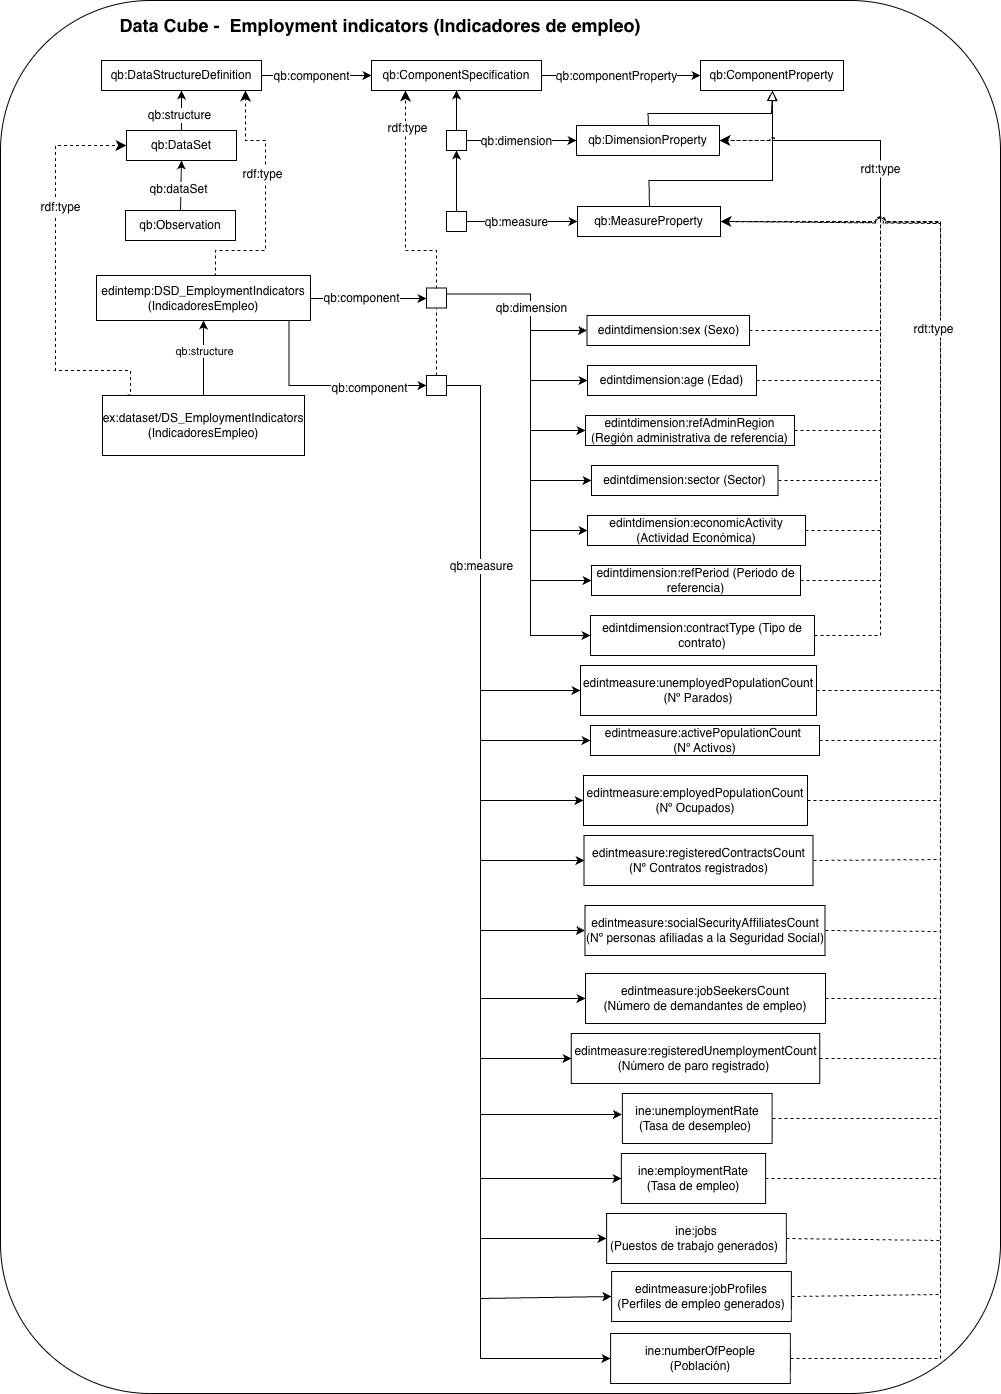 Data Cube -  Employment indicators (Indicadores de empleo)
qb:DataStructureDefinition
qb:component
qb:ComponentSpecification
qb:componentProperty
qb:ComponentProperty
qb:structure
rdf:type
qb:DataSet
qb:dimension
qb:DimensionProperty
rdf:type
rdt:type
qb:dataSet
rdf:type
qb:Observation
qb:measure
qb:MeasureProperty
edintemp:DSD_EmploymentIndicators
(IndicadoresEmpleo)
qb:component
qb:dimension
rdt:type
qb:structure
qb:component
ex:dataset/DS_EmploymentIndicators
(IndicadoresEmpleo)
edintdimension:sex (Sexo)
edintdimension:age (Edad)
edintdimension:refAdminRegion
(Región administrativa de referencia)
edintdimension:sector (Sector)
edintdimension:economicActivity
(Actividad Económica)
qb:measure
edintdimension:refPeriod (Periodo de
referencia)
edintdimension:contractType (Tipo de
contrato)
edintmeasure:unemployedPopulationCount
(Nº Parados)
edintmeasure:activePopulationCount
(Nº Activos)
edintmeasure:employedPopulationCount
(Nº Ocupados)
edintmeasure:registeredContractsCount
(Nº Contratos registrados)
edintmeasure:socialSecurityAffiliatesCount
(Nº personas afiliadas a la Seguridad Social)
edintmeasure:jobSeekersCount
(Número de demandantes de empleo)
edintmeasure:registeredUnemploymentCount
(Número de paro registrado)
ine:unemploymentRate
(Tasa de desempleo)
ine:employmentRate
(Tasa de empleo)
ine:jobs
(Puestos de trabajo generados)
edintmeasure:jobProfiles
(Perfiles de empleo generados)
ine:numberOfPeople
(Población)